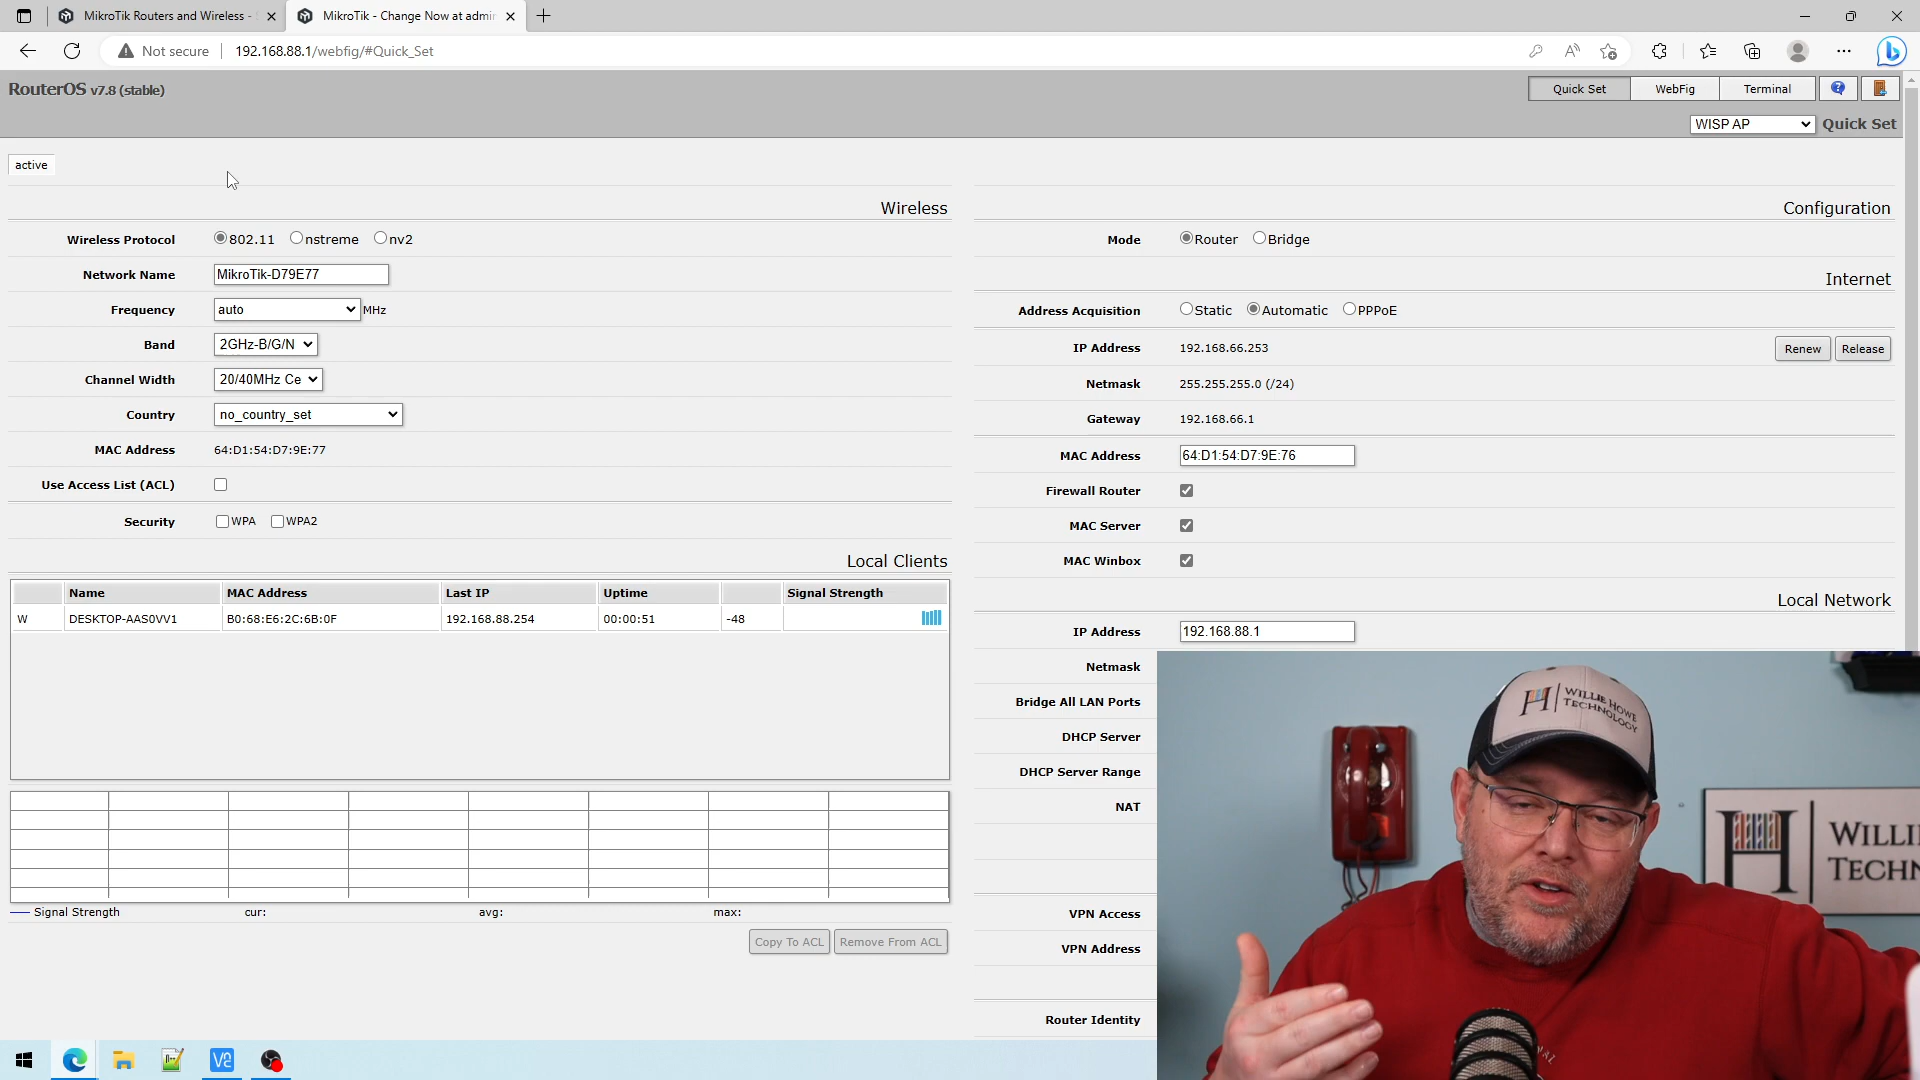 MikroTik Routers and Wireless -
MikroTik - Change Now at admin
Not secure
192.168.88.1/webfig/#Quick_Set
RouterOS v7.8 (stable)
Quick Set
WebFig
Terminal
WISP AP
Quick Set
active
Wireless
Wireless Protocol
802.11
nstreme
nv2
Network Name
MikroTik-D79E77
Frequency
auto
MHz
Band
2GHz-B/G/N
Channel Width
20/40MHz Ce
Country
no_country_set
MAC Address
64:D1:54:D7:9E:77
Use Access List (ACL)
Security
WPA
WPA2
Local Clients
Name
MAC Address
Last IP
Uptime
Signal Strength
W
DESKTOP-AAS0VV1
B0:68:E6:2C:6B:0F
192.168.88.254
00:00:51
-48
Signal Strength
cur:
avg:
max:
Copy To ACL
Remove From ACL
Configuration
Mode
Router
Bridge
Internet
Address Acquisition
Static
Automatic
PPPoE
IP Address
192.168.66.253
Renew
Release
Netmask
255.255.255.0 (/24)
Gateway
192.168.66.1
MAC Address
64:D1:54:D7:9E:76
Firewall Router
MAC Server
MAC Winbox
Local Network
IP Address
192.168.88.1
Netmask
Bridge All LAN Ports
DHCP Server
DHCP Server Range
NAT
VPN Access
VPN Address
Router Identity
H
WILLIE HOWE
TECHNOLOGY
H
WILLI
TECHN